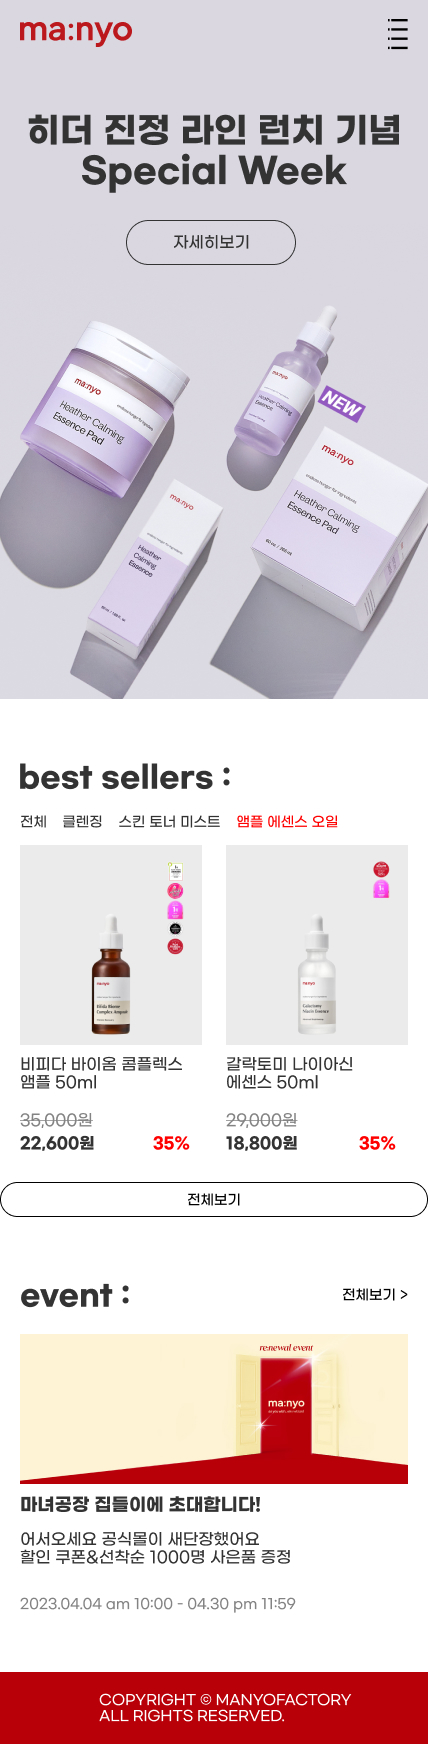 ma:nyo
히더 진정 라인 런치 기념
Special Week
자세히보기
ma:nyo
endless hunger for ingredients
Heather Calming
Essence Pad
ma:nyo
Heather Calming
Essence
NEW
ma:nyo
endless hunger for ingredients
Heather Calming
Essence Pad
ma:nyo
Heather
Calming
Essence
best sellers :
전체 클렌징 스킨 토너 미스트 앰플 에센스 오일
ma:nyo
Bifida Biome
Complex Ampoule
ma:nyo
Galactomy
Niacin Essence
비피다 바이옴 콤플렉스
앰플 50ml
35,000원
22,600원 35%
갈락토미 나이아신
에센스 50ml
29,000원
18,800원 35%
전체보기
event :
전체보기 >
re:newal event
ma:nyo
마녀공장 집들이에 초대합니다!
어서오세요 공식몰이 새단장했어요
할인 쿠폰&선착순 1000명 사은품 증정
2023.04.04 am 10:00 - 04.30 pm 11:59
COPYRIGHT © MANYOFACTORY
ALL RIGHTS RESERVED.